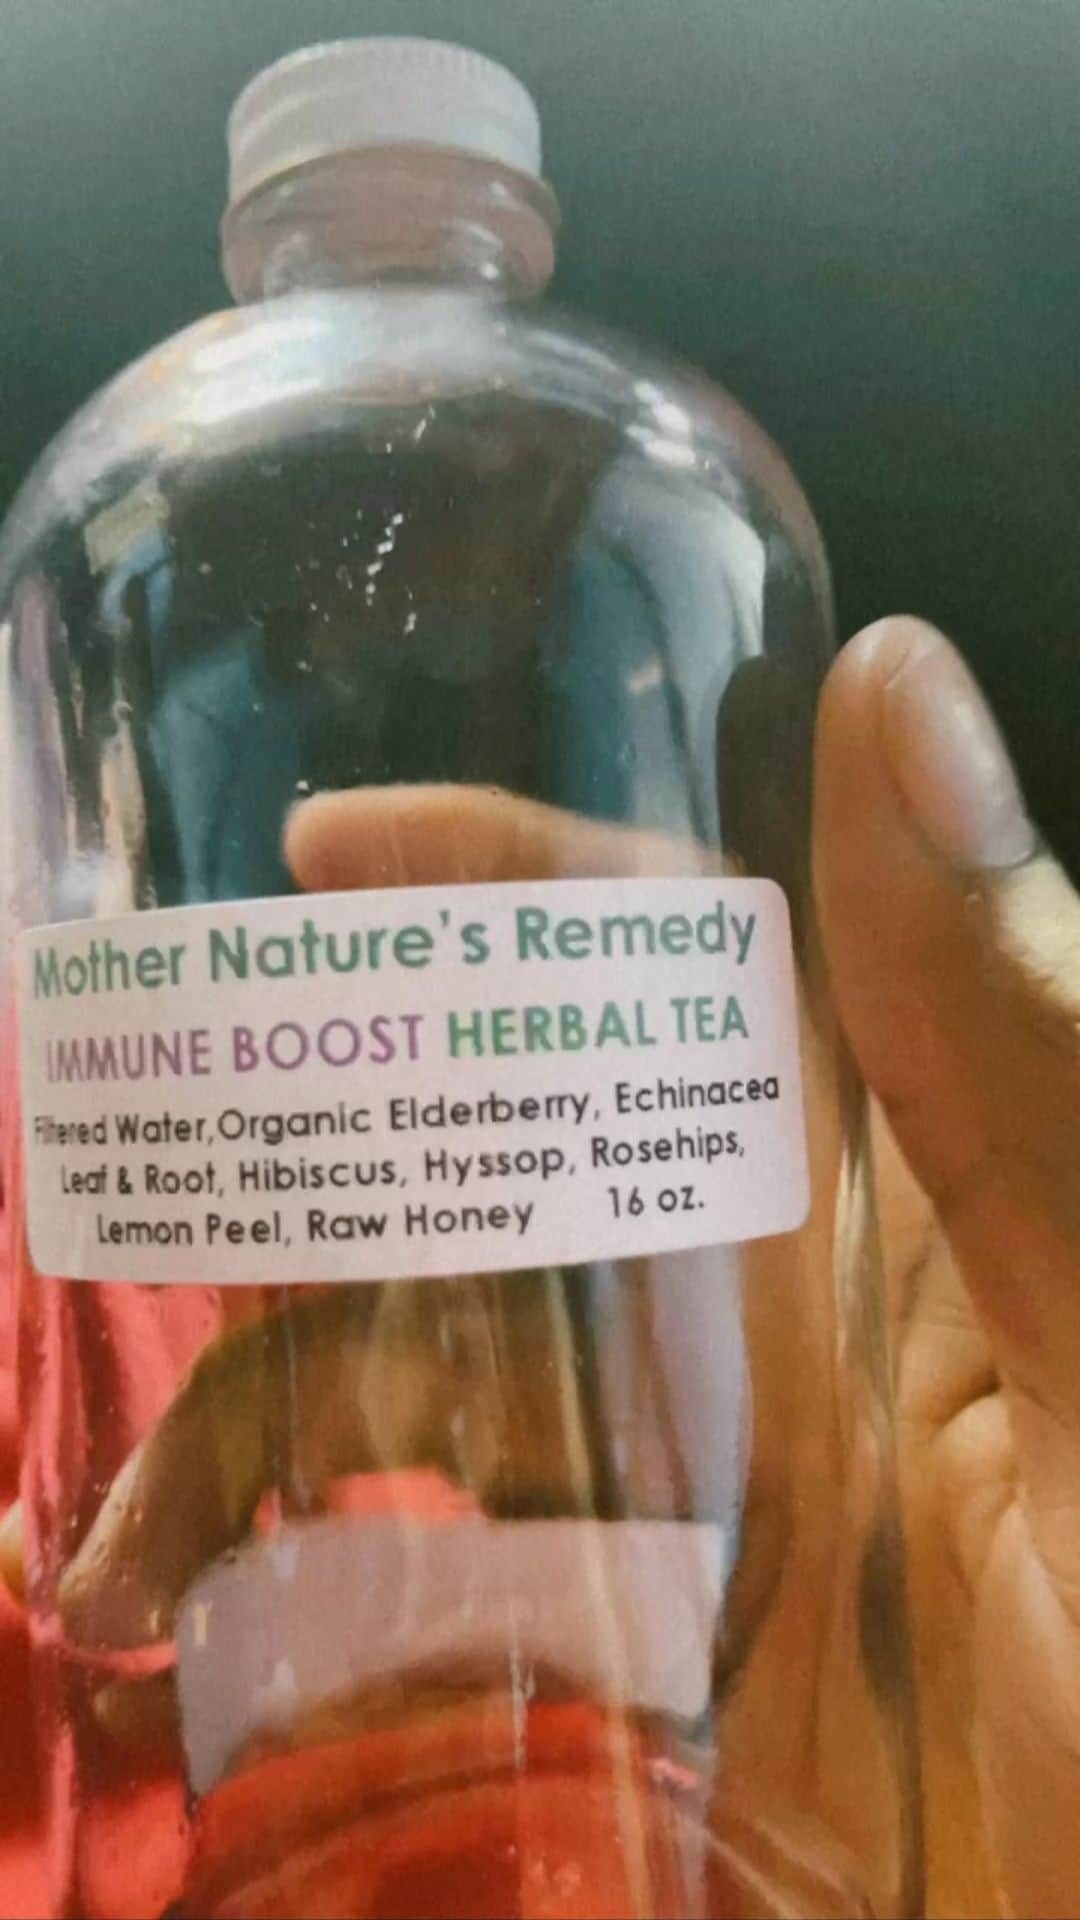 Mother Nature's Remedy
IMMUNE BOOST HERBAL TEA
Filtered Water,Organic Elderberry, Echinacea
Leaf & Root, Hibiscus, Hyssop, Rosehips,
Lemon Peel, Raw Honey 16 oz.